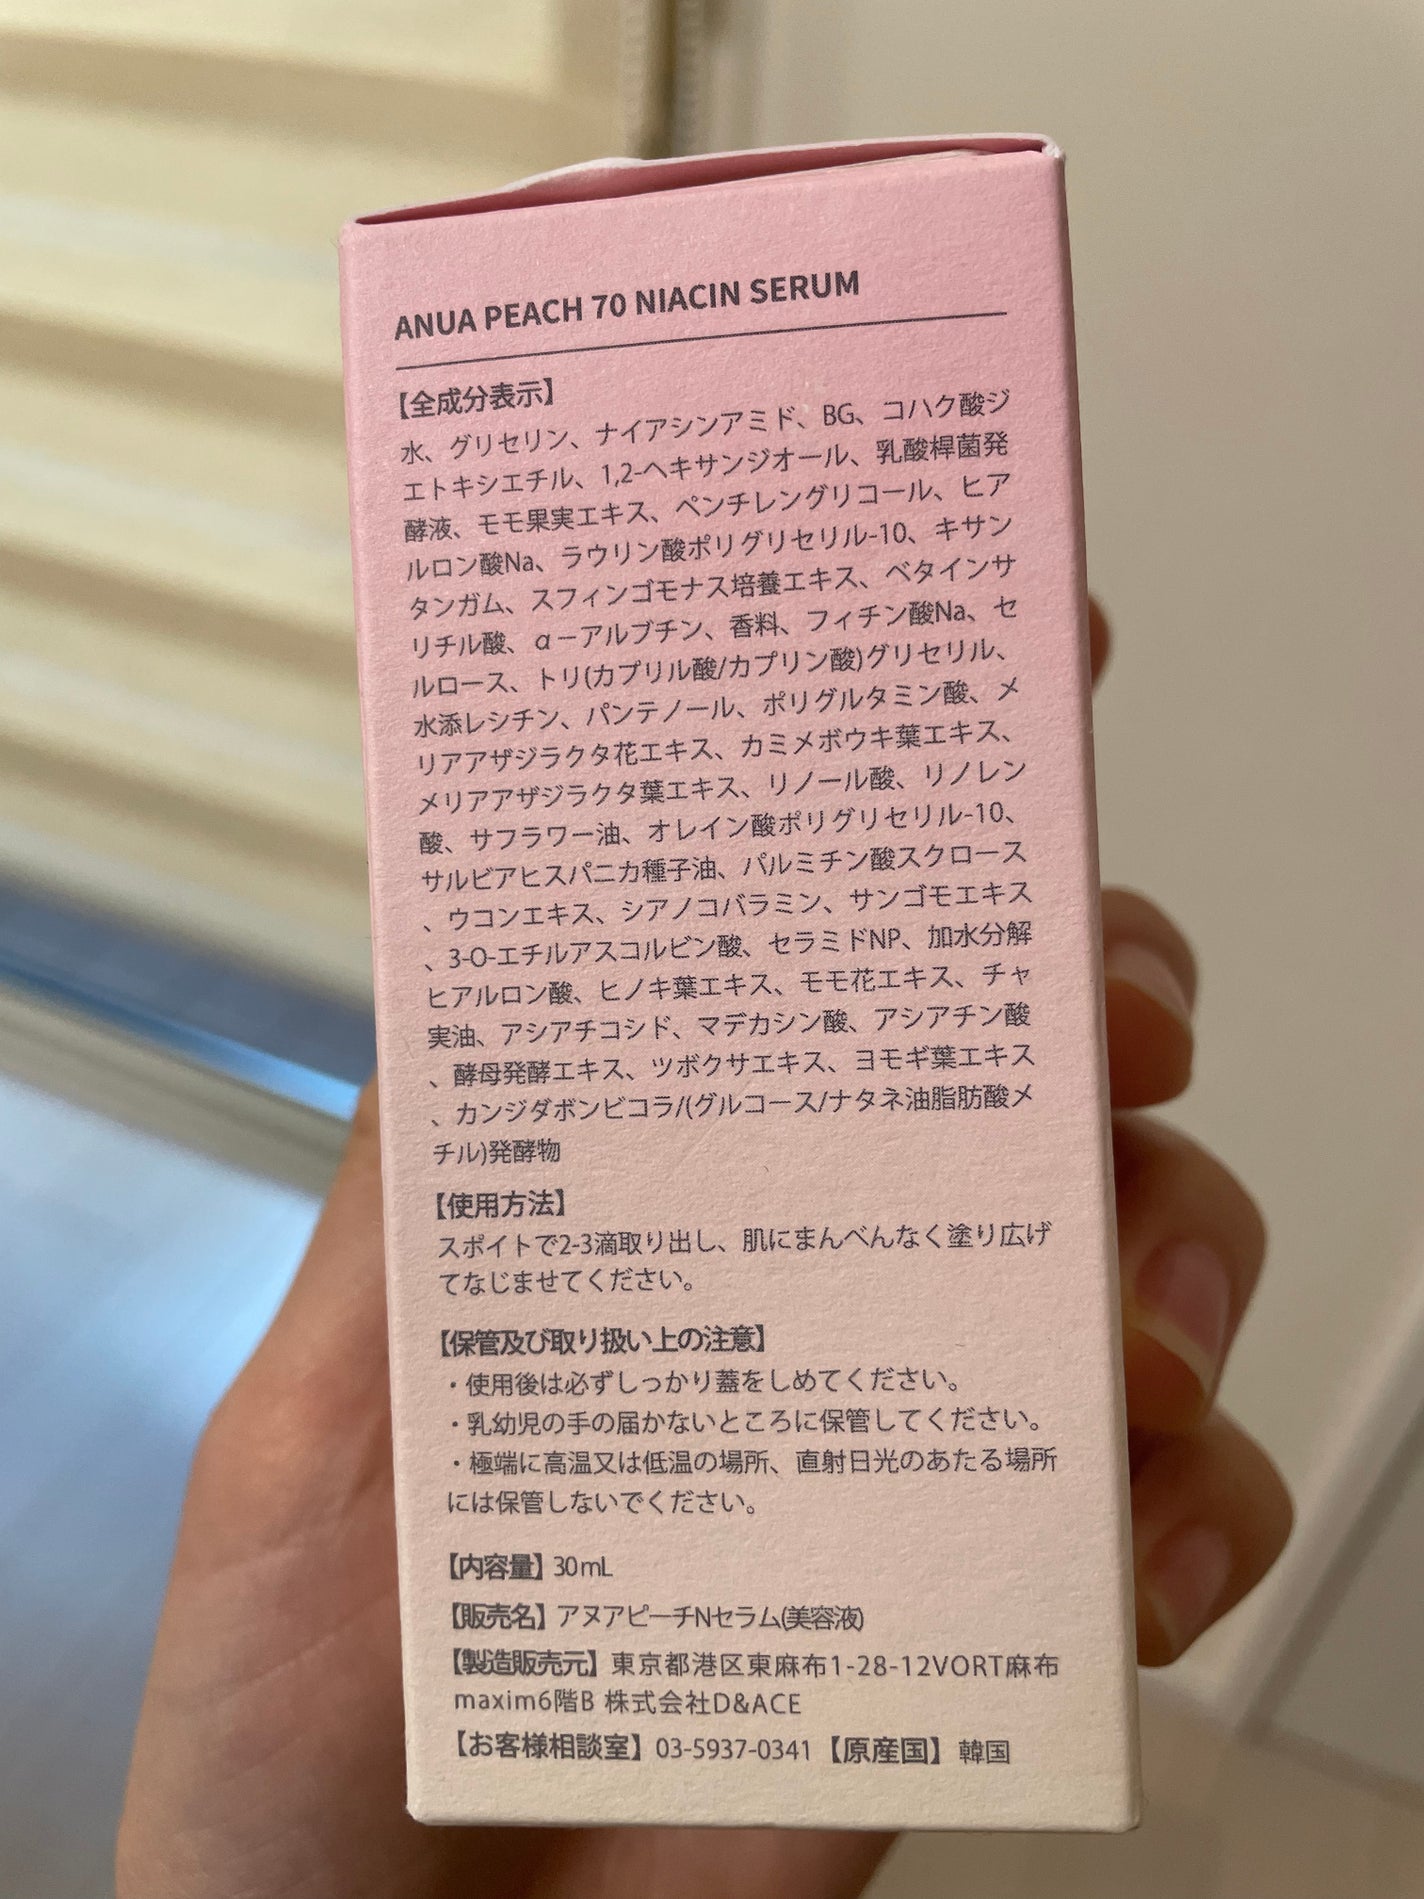 ANUA PEACH 70 NIACIN SERUM
【全成分表示】
水、グリセリン、ナイアシンアミド、BG、コハク酸ジ
エトキシエチル、1,2-ヘキサンジオール、乳酸桿菌発
酵液、モモ果実エキス、ペンチレングリコール、ヒア
ルロン酸Na、ラウリン酸ポリグリセリル-10、キサン
タンガム、スフィンゴモナス培養エキス、ベタインサ
リチル酸、α－アルブチン、香料、フィチン酸Na、セ
ルロース、トリ(カプリル酸/カプリン酸)グリセリル、
水添レシチン、パンテノール、ポリグルタミン酸、メ
リアアザジラクタ花エキス、カミメボウキ葉エキス、
メリアアザジラクタ葉エキス、リノール酸、リノレン
酸、サフラワー油、オレイン酸ポリグリセリル-10、
サルビアヒスパニカ種子油、パルミチン酸スクロース
、ウコンエキス、シアノコバラミン、サンゴモエキス
、3-O-エチルアスコルビン酸、セラミドNP、加水分解
ヒアルロン酸、ヒノキ葉エキス、モモ花エキス、チャ
実油、アシアチコシド、マデカシン酸、アシアチン酸
、酵母発酵エキス、ツボクサエキス、ヨモギ葉エキス
、カンジダボンビコラ/(グルコース/ナタネ油脂肪酸メ
チル)発酵物
【使用方法】
スポイトで2-3滴取り出し、肌にまんべんなく塗り広げ
てなじませてください。
【保管及び取り扱い上の注意】
・使用後は必ずしっかり蓋をしめてください。
・乳幼児の手の届かないところに保管してください。
・極端に高温又は低温の場所、直射日光のあたる場所
には保管しないでください。
【内容量】30mL
【販売名】アヌアピーチNセラム(美容液)
【製造販売元】東京都港区東麻布1-28-12VORT麻布
maxim6階B 株式会社D&ACE
【お客様相談室】03-5937-0341【原産国】韓国